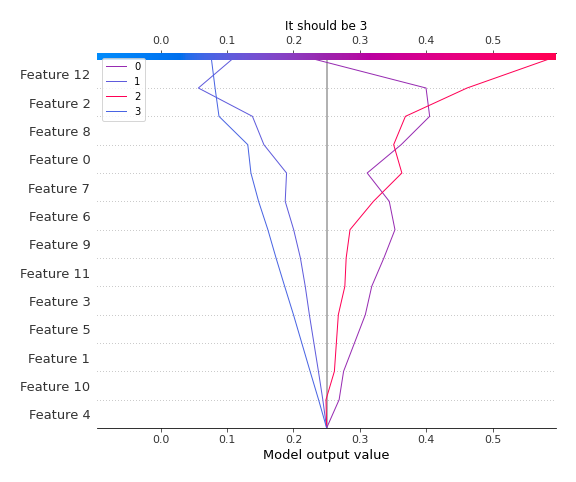 It should be 3
0.0 0.1 0.2 0.3 0.4 0.5
0
1
2
3
Feature 12
Feature 2
Feature 8
Feature 0
Feature 7
Feature 6
Feature 9
Feature 11
Feature 3
Feature 5
Feature 1
Feature 10
Feature 4
0.0 0.1 0.2 0.3 0.4 0.5
Model output value